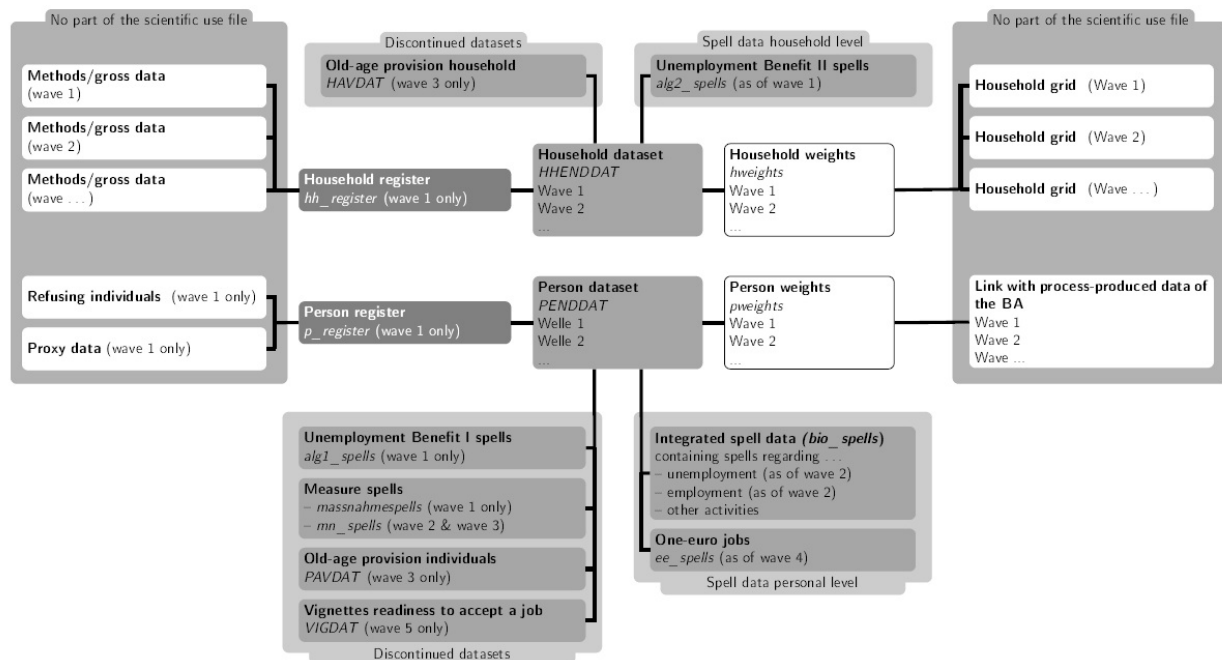 No part of the scientific use file
Methods/gross data
(wave 1)
Methods/gross data
(wave 2)
Methods/gross data
(wave ...)
Refusing individuals (wave 1 only)
Proxy data (wave 1 only)
Discontinued datasets
Old-age provision household
HAVDAT (wave 3 only)
Spell data household level
Unemployment Benefit II spells
alg2_spells (as of wave 1)
Household register
hh_register (wave 1 only)
Household dataset
HHENDDAT
Wave 1
Wave 2
...
Household weights
hweights
Wave 1
Wave 2
...
Person register
p_register (wave 1 only)
Person dataset
PENDDAT
Welle 1
Welle 2
...
Person weights
pweights
Wave 1
Wave 2
...
No part of the scientific use file
Household grid (Wave 1)
Household grid (Wave 2)
Household grid (Wave ...)
Link with process-produced data of
the BA
Wave 1
Wave 2
Wave ...
Unemployment Benefit I spells
alg1_spells (wave 1 only)
Measure spells
– massnahmespells (wave 1 only)
– mn_spells (wave 2 & wave 3)
Old-age provision individuals
PAVDAT (wave 3 only)
Vignettes readiness to accept a job
VIGDAT (wave 5 only)
Discontinued datasets
Integrated spell data (bio_spells)
containing spells regarding ...
– unemployment (as of wave 2)
– employment (as of wave 2)
– other activities
One-euro jobs
ee_spells (as of wave 4)
Spell data personal level